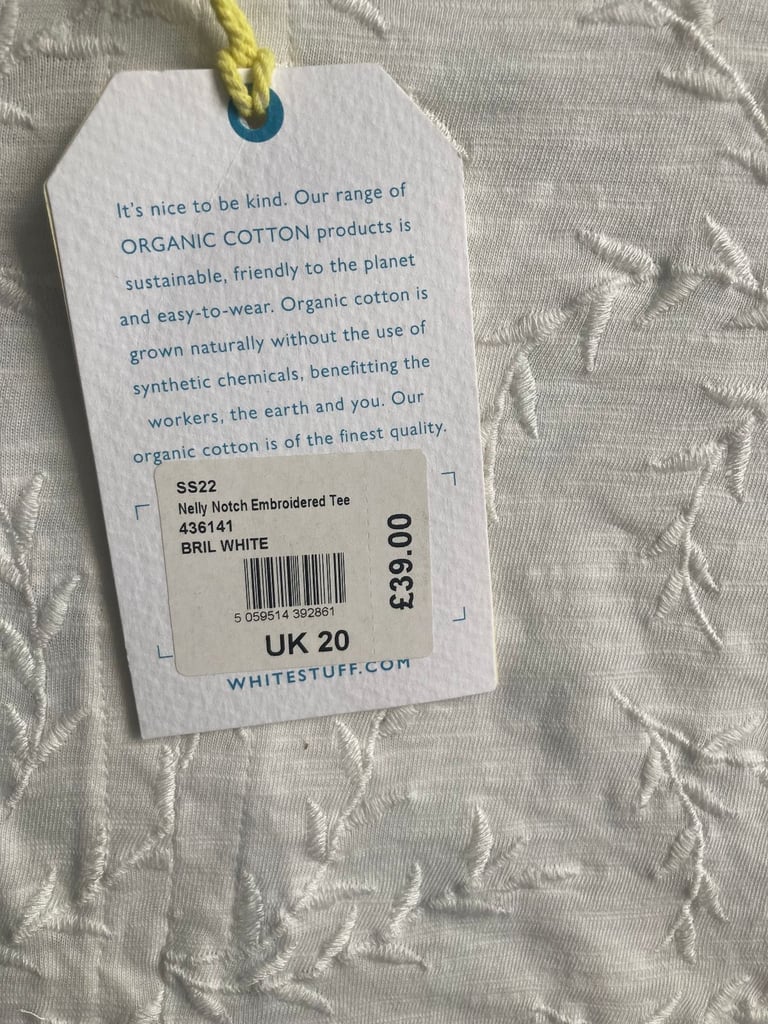 It's nice to be kind. Our range of
ORGANIC COTTON products is
sustainable, friendly to the planet
and easy-to-wear. Organic cotton is
grown naturally without the use of
synthetic chemicals, benefitting the
workers, the earth and you. Our
organic cotton is of the finest quality.
SS22
Nelly Notch Embroidered Tee
436141
BRIL WHITE
5 059514 392861
UK 20
£39.00
WHITESTUFF.COM